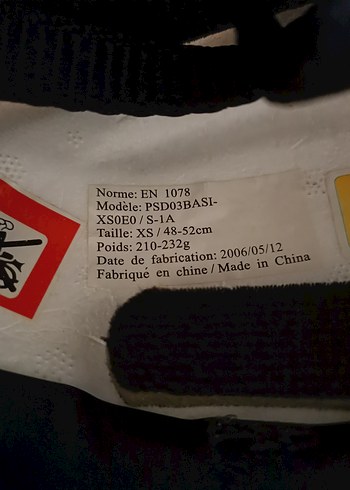 Norme: EN 1078
Modèle: PSD03BASI-
XS0E0 / S-1A
Taille: XS / 48-52cm
Poids: 210-232g
Date de fabrication: 2006/05/12
Fabriqué en chine / Made in China